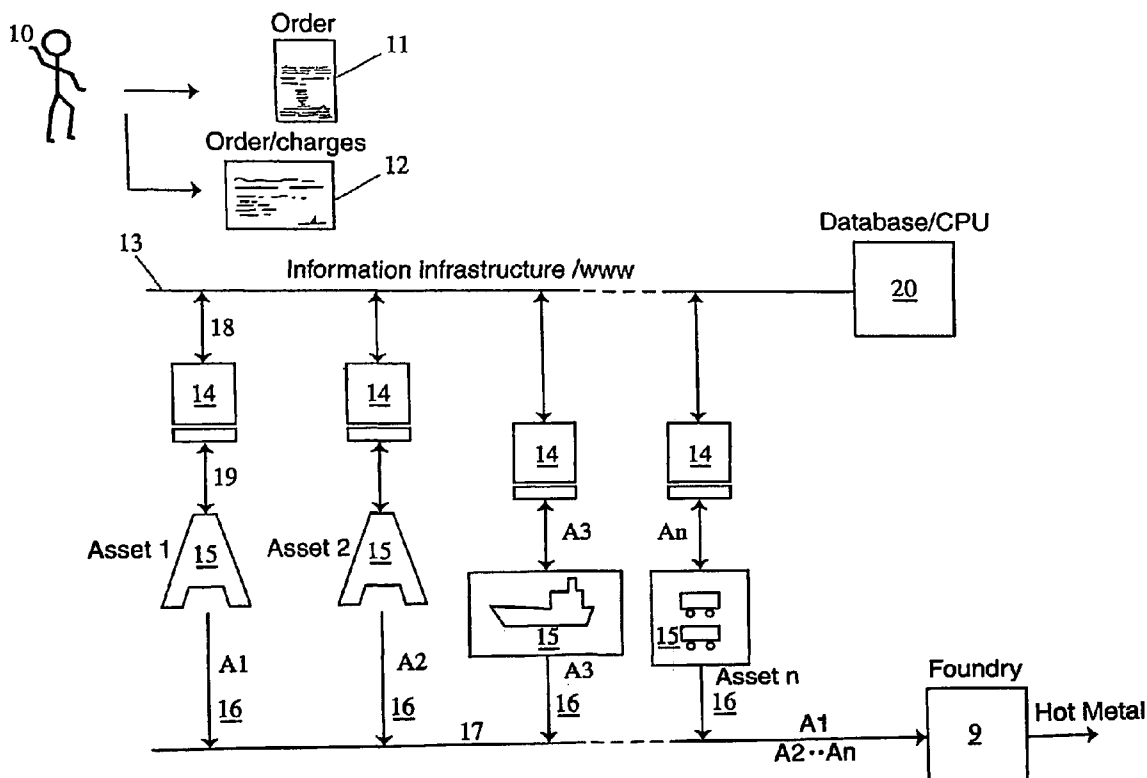 10
Order
11
Order/charges
12
13
Information infrastructure /www
Database/CPU
20
18
14
14
14
14
19
A3
An
Asset 1
15
Asset 2
15
15
15
A1
A2
A3
Asset n
16
16
16
16
17
A1
A2··An
Foundry
9
Hot Metal